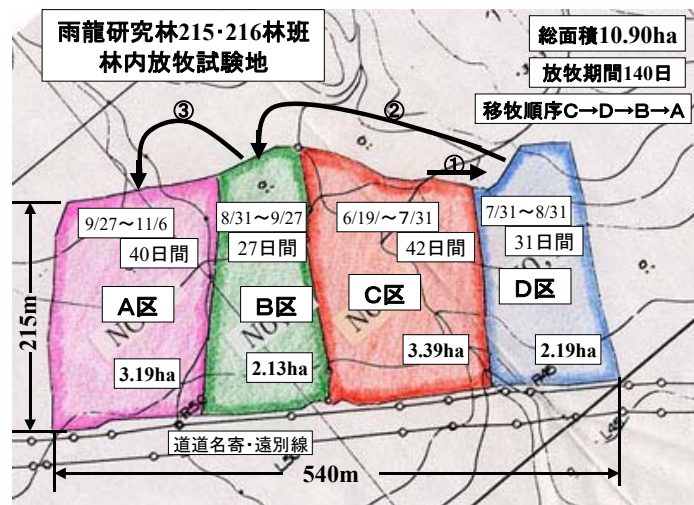 雨龍研究林215･216林班
林内放牧試験地
総面積10.90ha
放牧期間140日
移牧順序C→D→B→A
③
②
①
9/27～11/6
40日間
8/31～9/27
27日間
6/19/～7/31
42日間
7/31～8/31
31日間
A区
B区
C区
D区
NO
NO
NO
NO.
3.19ha
2.13ha
3.39ha
2.19ha
215m
道道名寄･遠別線
540m